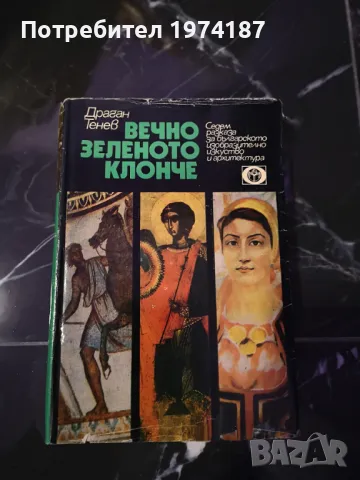 Потребител 1974187
Драган
Тенев
ВЕЧНО
ЗЕЛЕНОТО
КЛОНЧЕ
Седем
разказа
за българското
изобразително
изкуство
и архитектура
BAZAR